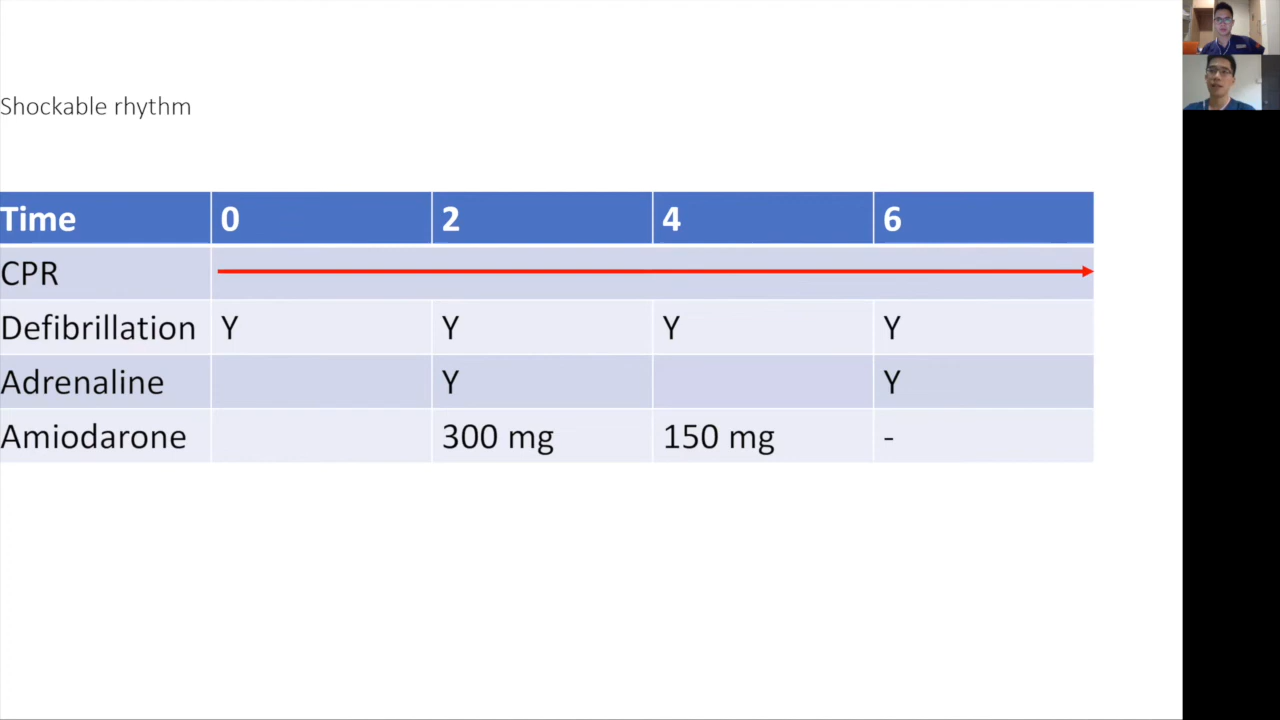 Shockable rhythm
Time 0 2 4 6
CPR
Defibrillation Y Y Y Y
Adrenaline Y Y
Amiodarone 300 mg 150 mg -